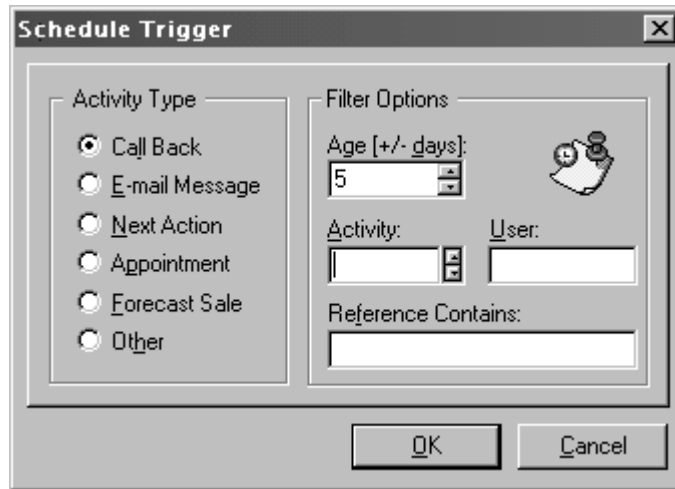 Schedule Trigger
Activity Type
Call Back
E-mail Message
Next Action
Appointment
Forecast Sale
Other
Filter Options
Age [+/- days]:
5
Activity:
User:
Reference Contains:
OK
Cancel